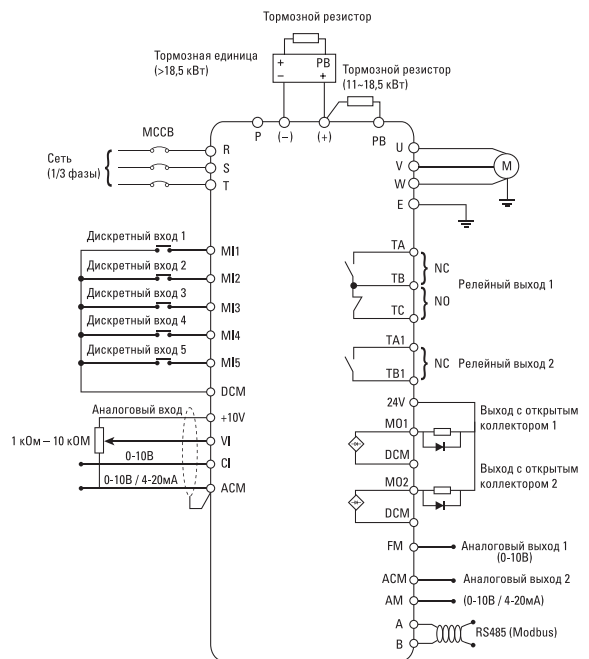 Тормозной резистор
Тормозная единица
(>18,5 кВт)
+ PB
– +
Тормозной резистор
(11~18,5 кВт)
P (–) (+) PB
MCCB
Сеть
(1/3 фазы)
R
S
T
U
V
W
M
E
Дискретный вход 1
MI1
Дискретный вход 2
MI2
Дискретный вход 3
MI3
Дискретный вход 4
MI4
Дискретный вход 5
MI5
DCM
Аналоговый вход
+10V
1 кОм – 10 кОМ
VI
0-10В
CI
0-10В / 4-20мА
ACM
TA
NC
TB
Релейный выход 1
NO
TC
TA1
NC
Релейный выход 2
TB1
24V
MO1
Выход с открытым
коллектором 1
DCM
MO2
Выход с открытым
коллектором 2
DCM
FM
Аналоговый выход 1
(0-10В)
ACM
Аналоговый выход 2
AM
(0-10В / 4-20мА)
A
B
RS485 (Modbus)